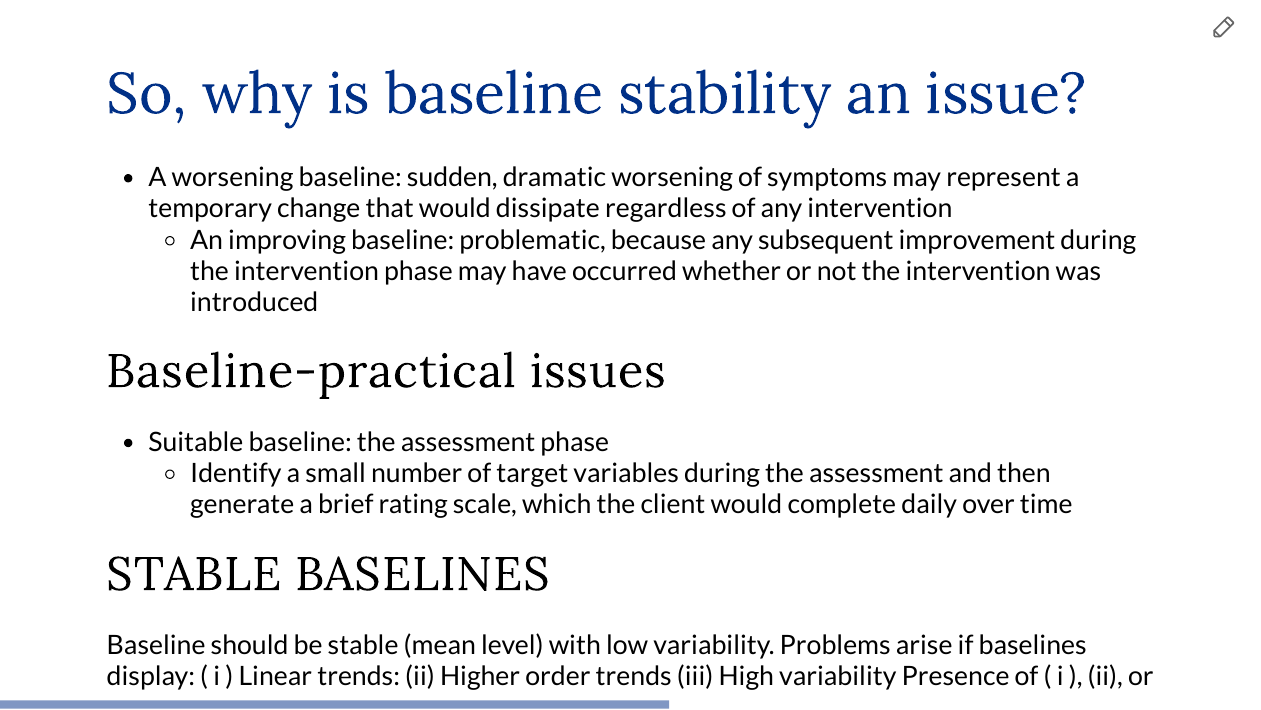 So, why is baseline stability an issue?
• A worsening baseline: sudden, dramatic worsening of symptoms may represent a
temporary change that would dissipate regardless of any intervention
◦ An improving baseline: problematic, because any subsequent improvement during
the intervention phase may have occurred whether or not the intervention was
introduced
Baseline-practical issues
• Suitable baseline: the assessment phase
◦ Identify a small number of target variables during the assessment and then
generate a brief rating scale, which the client would complete daily over time
STABLE BASELINES
Baseline should be stable (mean level) with low variability. Problems arise if baselines
display: ( i ) Linear trends: (ii) Higher order trends (iii) High variability Presence of ( i ), (ii), or